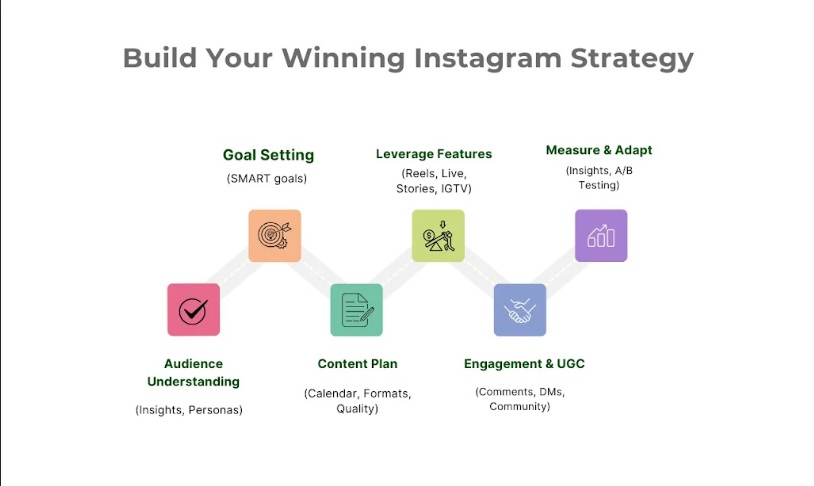 Build Your Winning Instagram Strategy
Goal Setting
(SMART goals)
Leverage Features
(Reels, Live,
Stories, IGTV)
Measure & Adapt
(Insights, A/B
Testing)
$
Audience
Understanding
(Insights, Personas)
Content Plan
(Calendar, Formats,
Quality)
Engagement & UGC
(Comments, DMs,
Community)